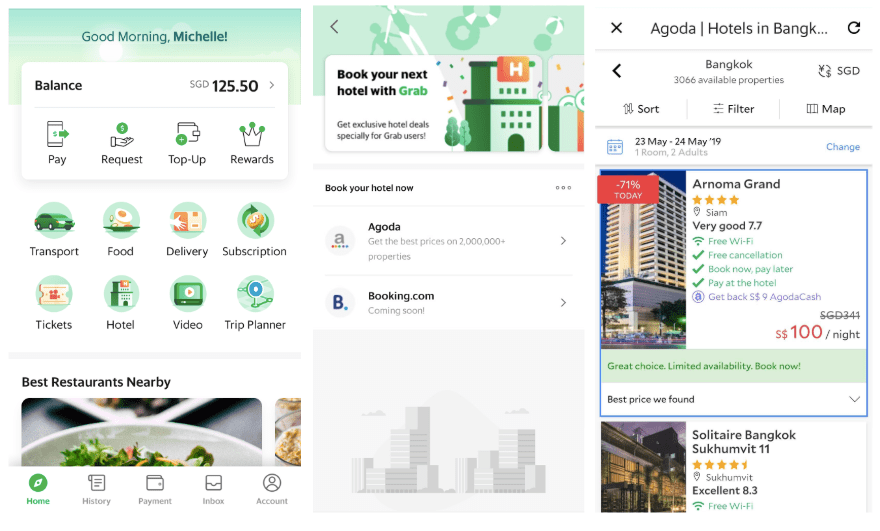 Good Morning, Michelle!
Balance
SGD 125.50
Pay
Request
Top-Up
Rewards
Transport
Food
Delivery
Subscription
Tickets
Hotel
Video
Trip Planner
Best Restaurants Nearby
Home
History
Payment
Inbox
Account
Book your next
hotel with Grab
Get exclusive hotel deals
specially for Grab users!
H
Book your hotel now
a
Agoda
Get the best prices on 2,000,000+
properties
B.
Booking.com
Coming soon!
Agoda | Hotels in Bangk...
Bangkok
3066 available properties
SGD
Sort
Filter
Map
23 May - 24 May '19
1 Room, 2 Adults
Change
-71%
TODAY
Arnoma Grand
Siam
Very good 7.7
Free Wi-Fi
Free cancellation
Book now, pay later
Pay at the hotel
a Get back S$ 9 AgodaCash
SGD341
S$ 100 / night
Great choice. Limited availability. Book now!
Best price we found
Solitaire Bangkok
Sukhumvit 11
Sukhumvit
Excellent 8.3
Free Wi-Fi